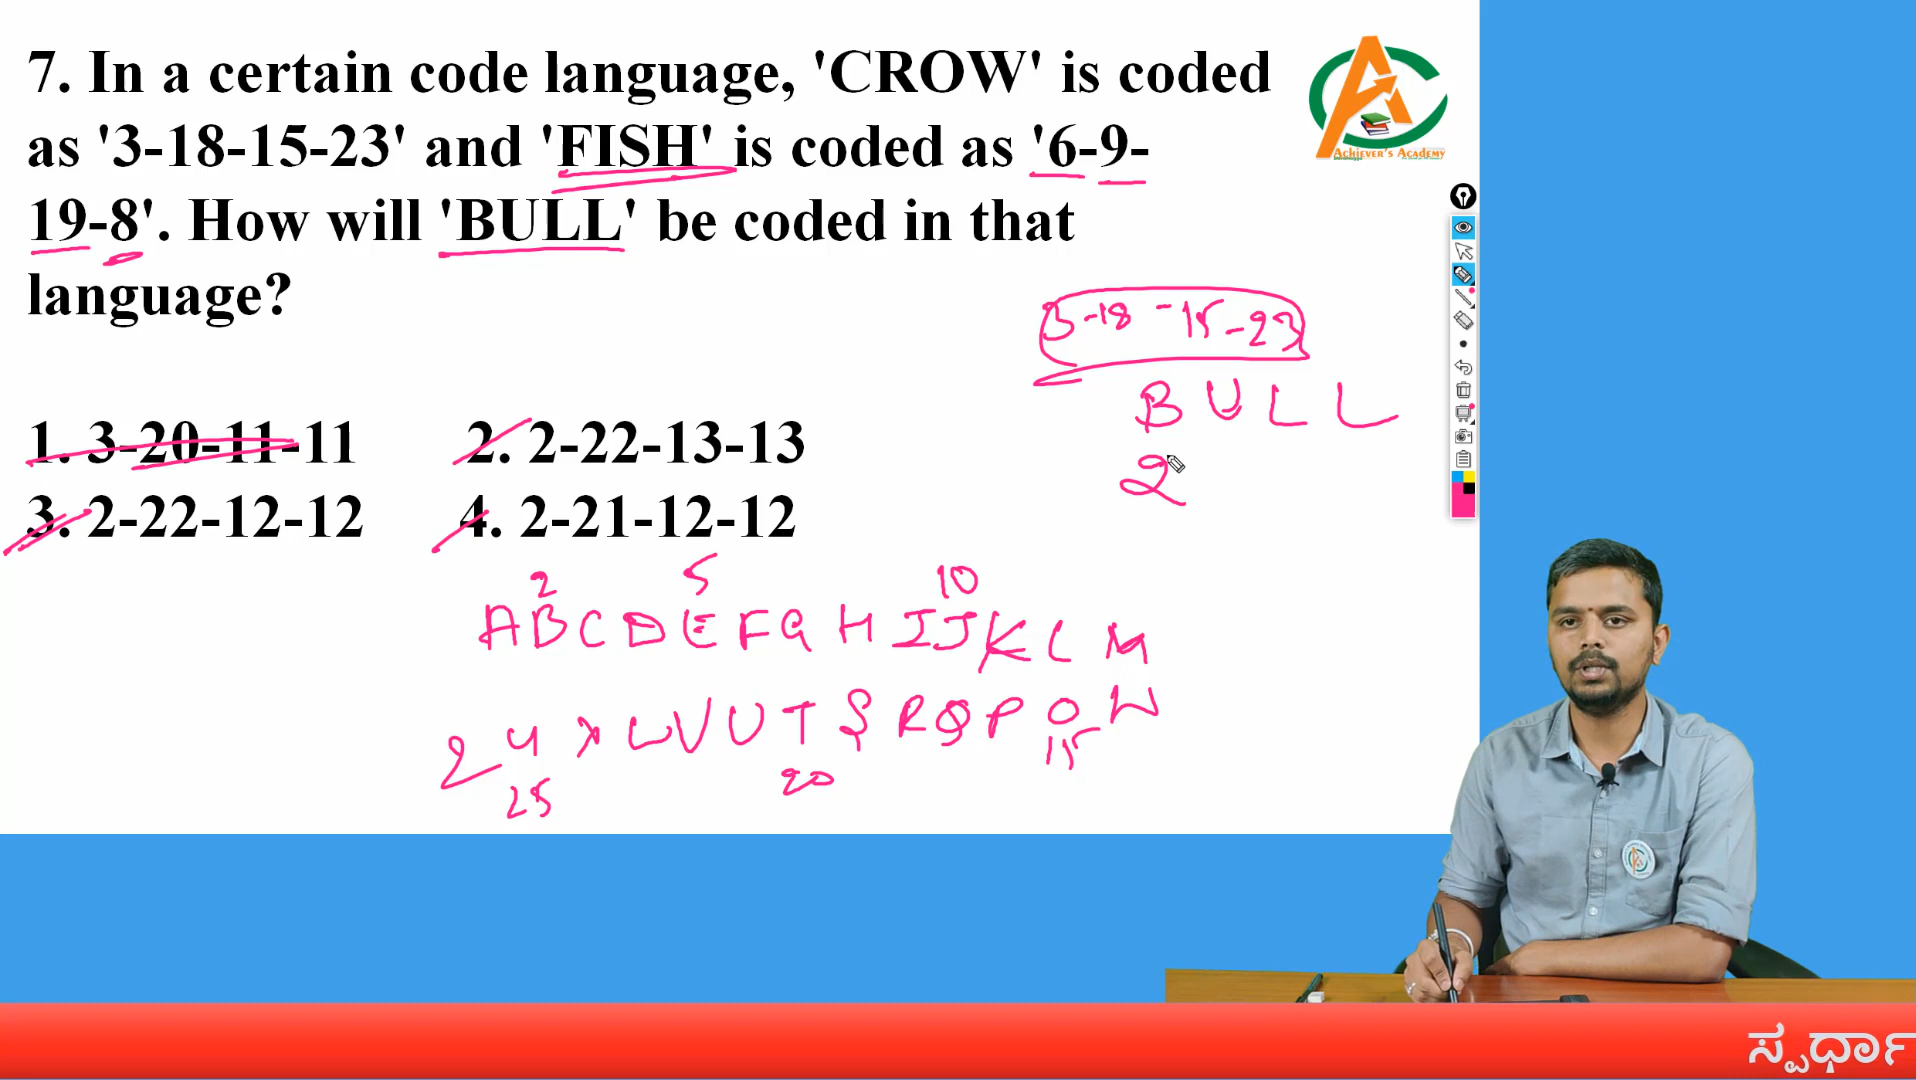 7. In a certain code language, 'CROW' is coded
as '3-18-15-23' and 'FISH' is coded as '6-9-
19-8'. How will 'BULL' be coded in that
language?
ACHIEVER'S ACADEMY
3-18-15-23
B U L L
2
1. 3-20-11-11 2. 2-22-13-13
3. 2-22-12-12 4. 2-21-12-12
2 5 10
A B C D E F G H I J K L M
Z Y X W V U T S R Q P O N
25 20 15
ಸ್ಪರ್ಧಾ